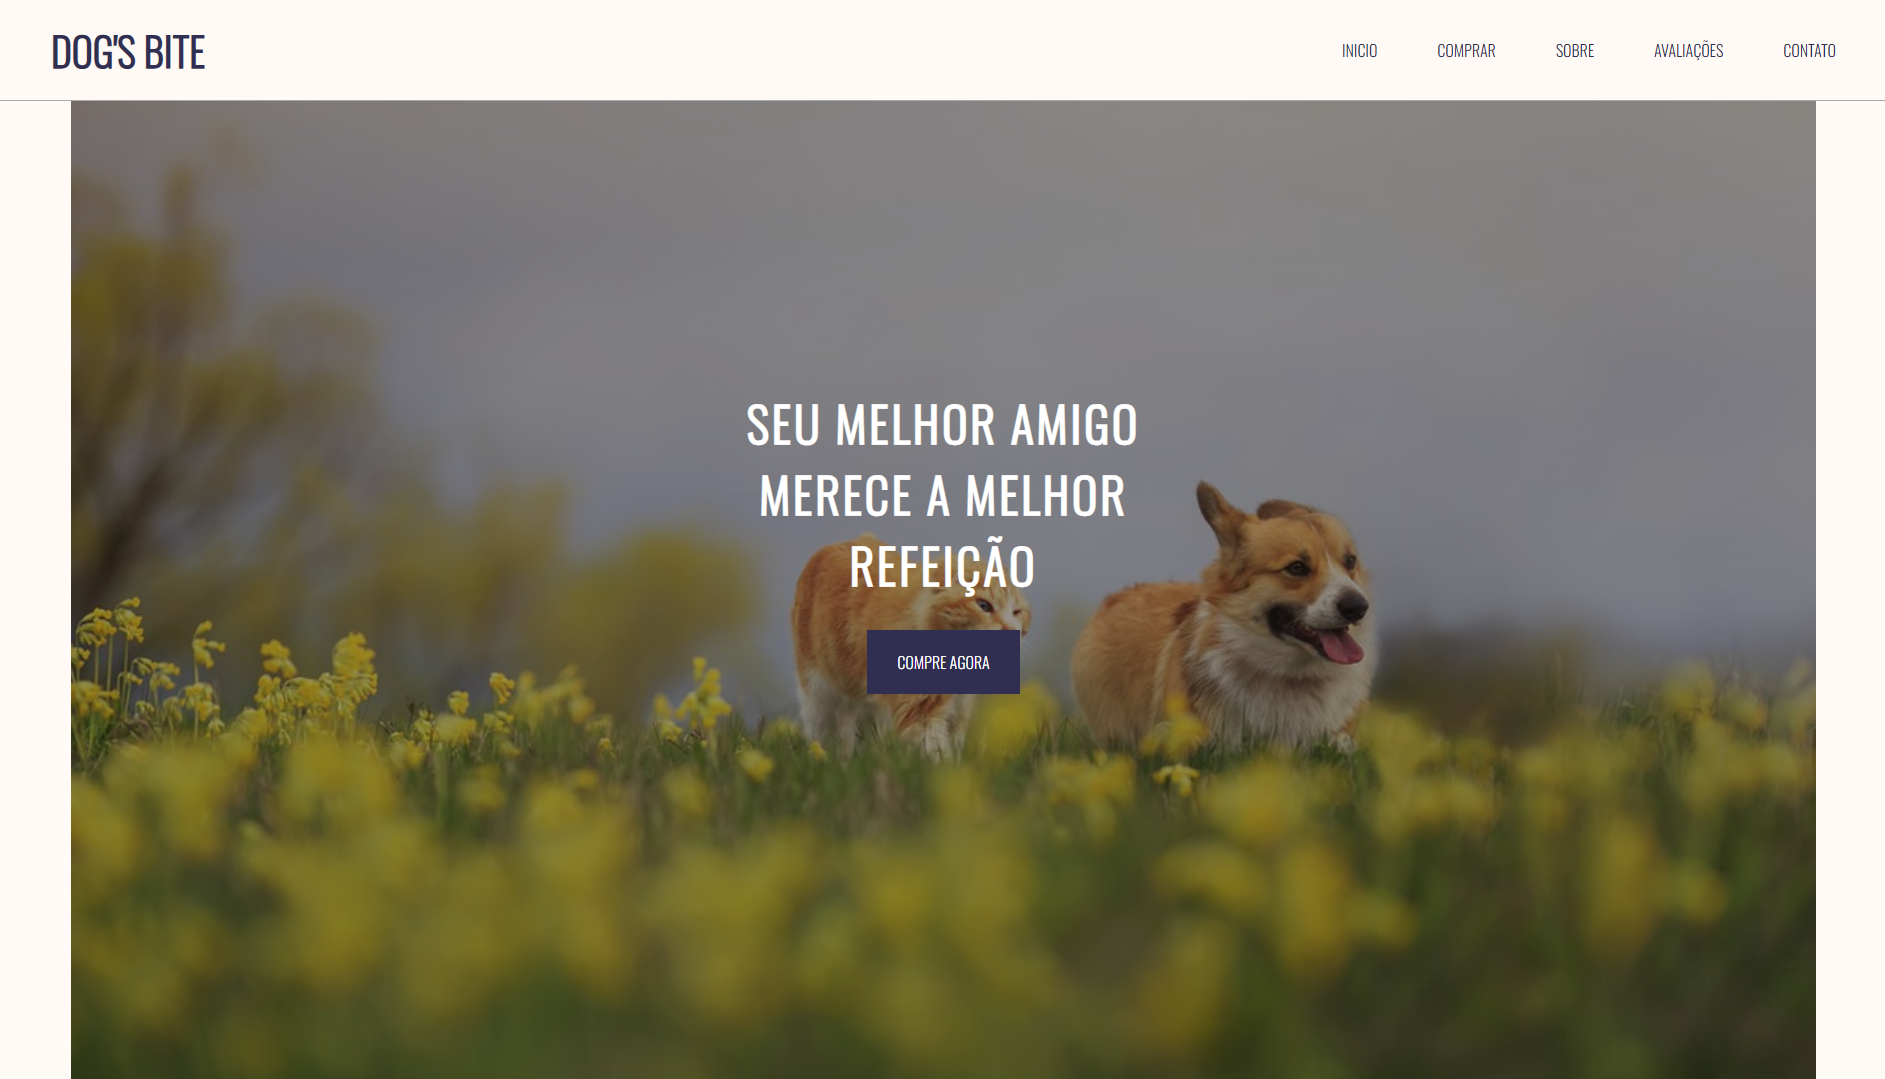 DOG'S BITE
INICIO COMPRAR SOBRE AVALIAÇÕES CONTATO
SEU MELHOR AMIGO
MERECE A MELHOR
REFEIÇÃO
COMPRE AGORA